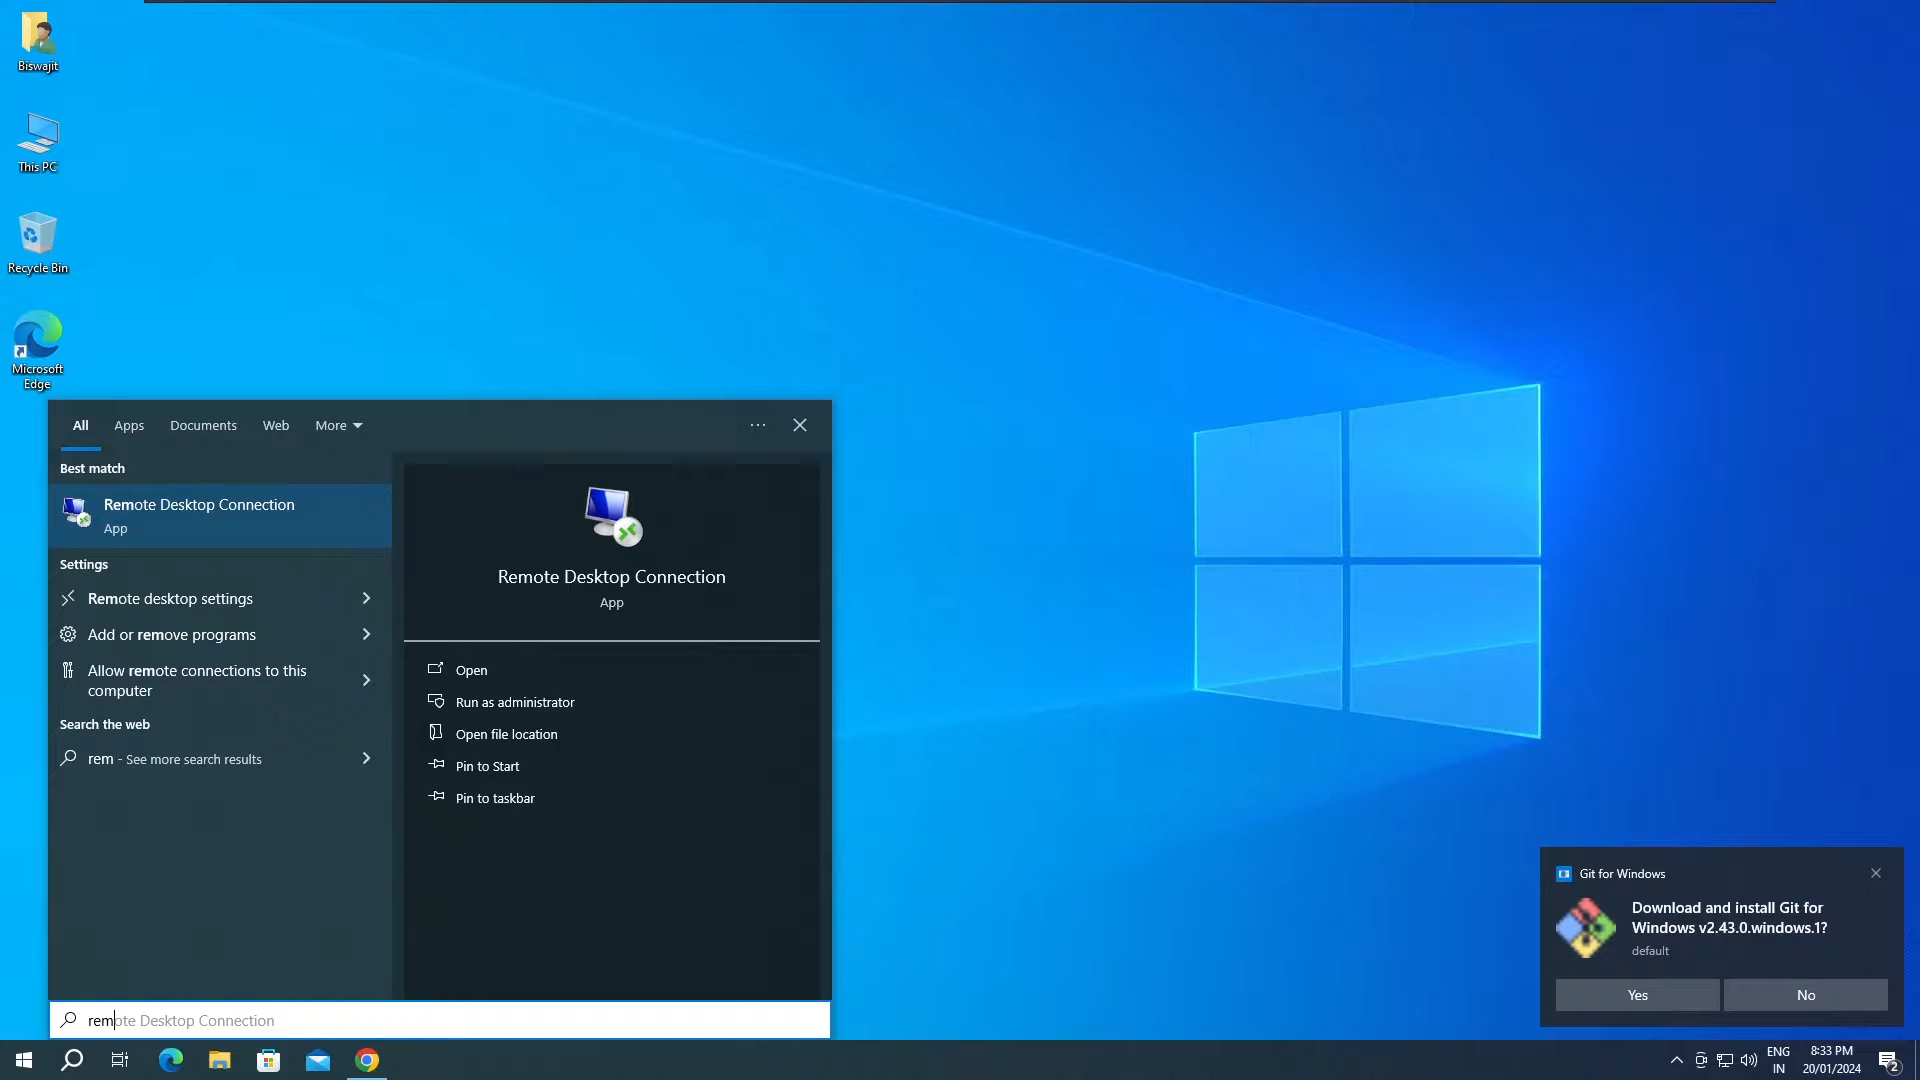 Biswajit
This PC
Recycle Bin
Microsoft
Edge
All Apps Documents Web More
Best match
Remote Desktop Connection
App
Settings
Remote desktop settings
Add or remove programs
Allow remote connections to this
computer
Search the web
rem - See more search results
Remote Desktop Connection
App
Open
Run as administrator
Open file location
Pin to Start
Pin to taskbar
remote Desktop Connection
Git for Windows
Download and install Git for
Windows v2.43.0.windows.1?
default
Yes No
ENG
IN
8:33 PM
20/01/2024
2